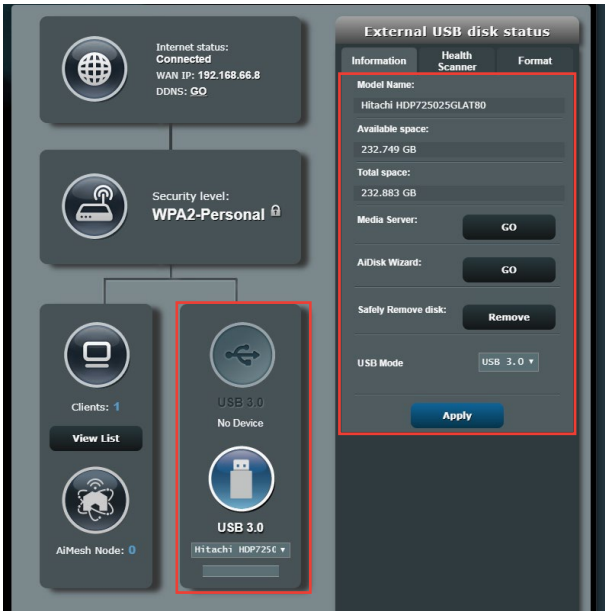 Internet status:
Connected
WAN IP: 192.168.66.8
DDNS: GO
Security level:
WPA2-Personal
Clients: 1
View List
AiMesh Node: 0
USB 3.0
No Device
USB 3.0
Hitachi HDP725(
External USB disk status
Information
Health
Scanner
Format
Model Name:
Hitachi HDP725025GLAT80
Available space:
232.749 GB
Total space:
232.883 GB
Media Server:
GO
AiDisk Wizard:
GO
Safely Remove disk:
Remove
USB Mode
USB 3.0
Apply